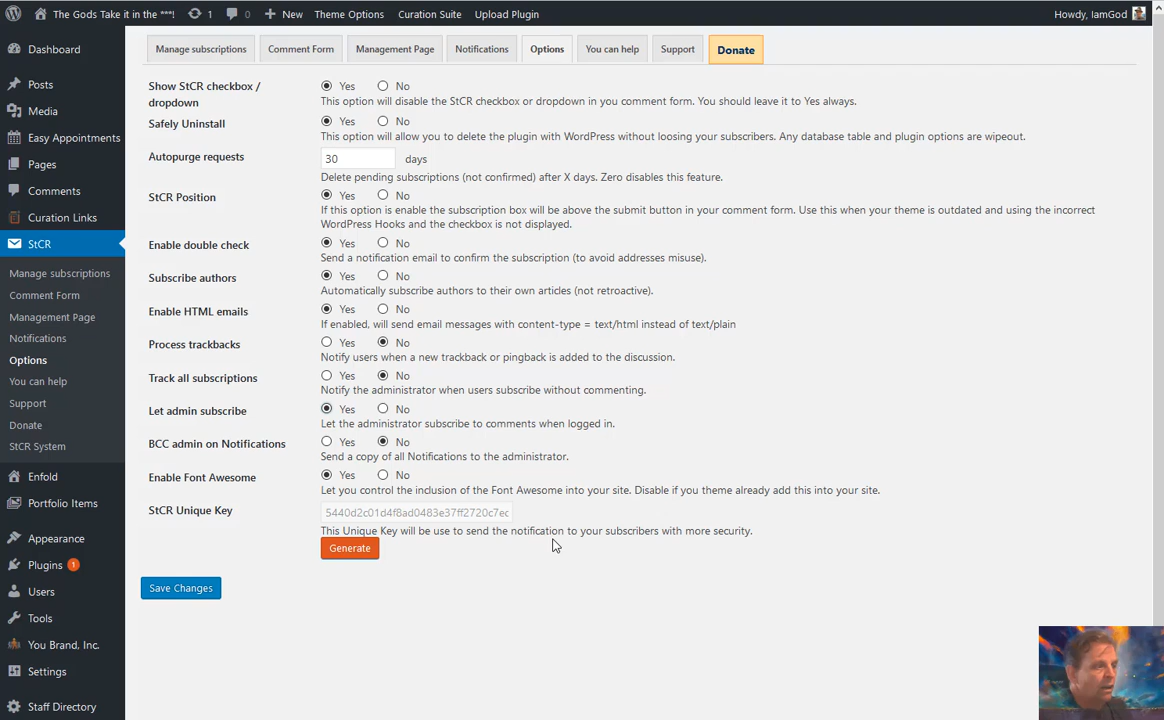 The Gods Take it in the ***! 1 0 New Theme Options Curation Suite Upload Plugin Howdy, IamGod
Dashboard
Posts
Media
Easy Appointments
Pages
Comments
Curation Links
StCR
Manage subscriptions
Comment Form
Management Page
Notifications
Options
You can help
Support
Donate
StCR System
Enfold
Portfolio Items
Appearance
Plugins 1
Users
Tools
You Brand, Inc.
Settings
Staff Directory
Manage subscriptions Comment Form Management Page Notifications Options You can help Support Donate
Show StCR checkbox / dropdown
Yes No
This option will disable the StCR checkbox or dropdown in you comment form. You should leave it to Yes always.
Safely Uninstall
Yes No
This option will allow you to delete the plugin with WordPress without loosing your subscribers. Any database table and plugin options are wipeout.
Autopurge requests
30 days
Delete pending subscriptions (not confirmed) after X days. Zero disables this feature.
StCR Position
Yes No
If this option is enable the subscription box will be above the submit button in your comment form. Use this when your theme is outdated and using the incorrect
WordPress Hooks and the checkbox is not displayed.
Enable double check
Yes No
Send a notification email to confirm the subscription (to avoid addresses misuse).
Subscribe authors
Yes No
Automatically subscribe authors to their own articles (not retroactive).
Enable HTML emails
Yes No
If enabled, will send email messages with content-type = text/html instead of text/plain
Process trackbacks
Yes No
Notify users when a new trackback or pingback is added to the discussion.
Track all subscriptions
Yes No
Notify the administrator when users subscribe without commenting.
Let admin subscribe
Yes No
Let the administrator subscribe to comments when logged in.
BCC admin on Notifications
Yes No
Send a copy of all Notifications to the administrator.
Enable Font Awesome
Yes No
Let you control the inclusion of the Font Awesome into your site. Disable if you theme already add this into your site.
StCR Unique Key
5440d2c01d4f8ad0483e37ff2720c7ec
This Unique Key will be use to send the notification to your subscribers with more security.
Generate
Save Changes